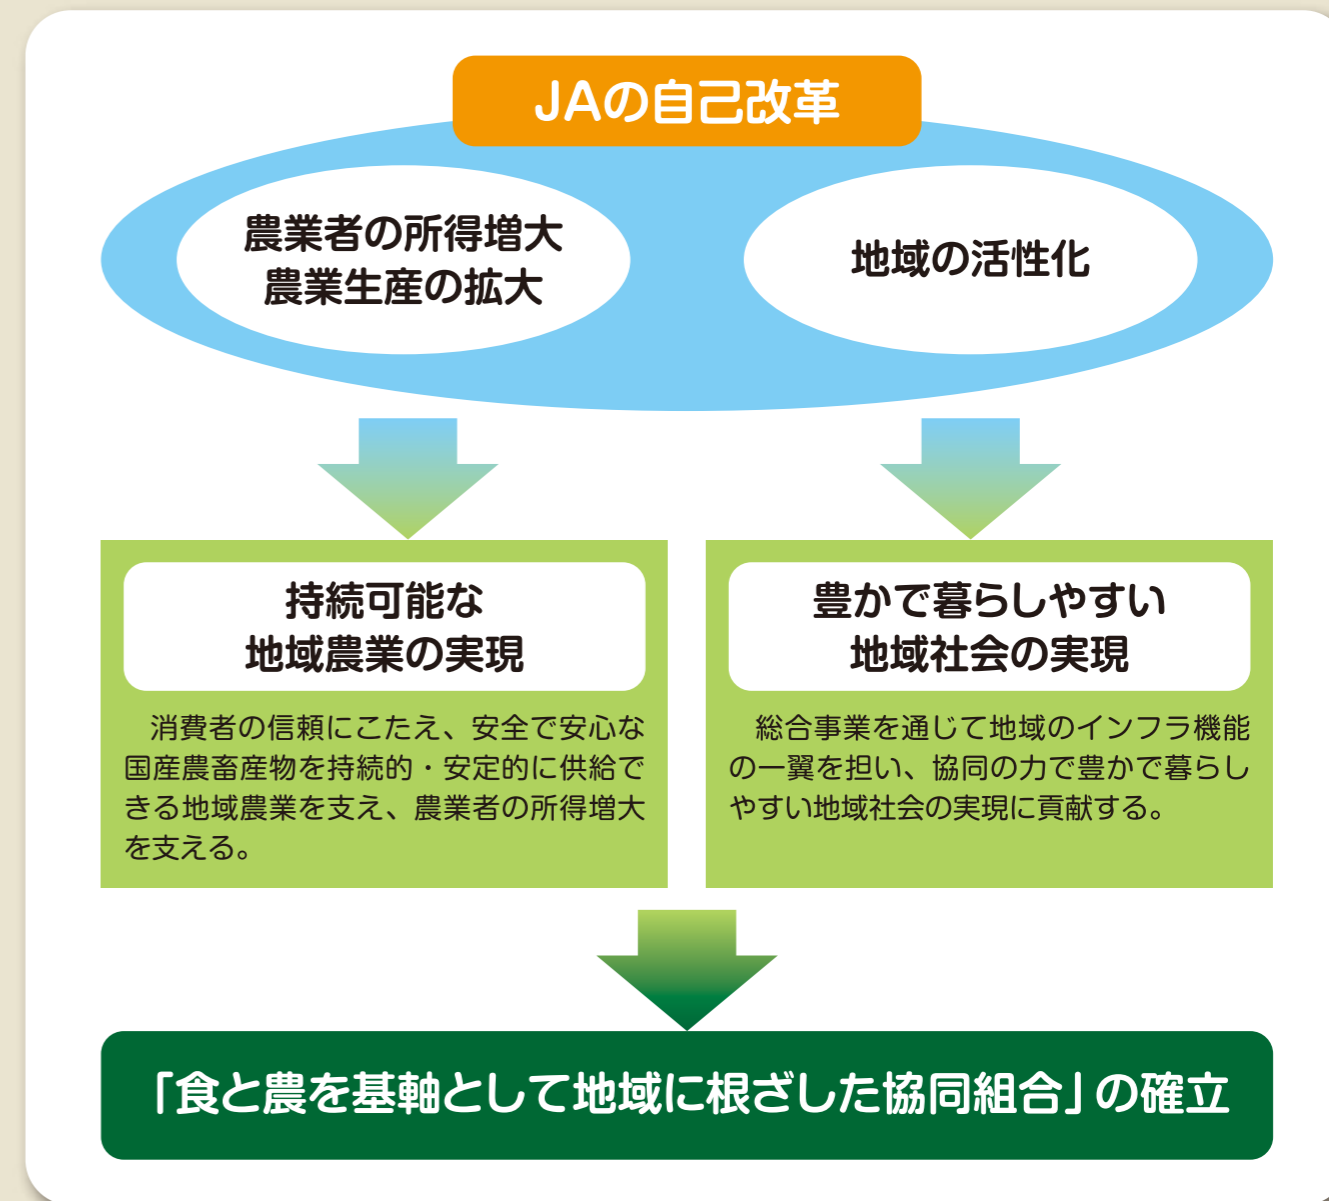 JAの自己改革
農業者の所得増大
農業生産の拡大
地域の活性化
持続可能な
地域農業の実現
消費者の信頼にこたえ、安全で安心な
国産農畜産物を持続的・安定的に供給で
きる地域農業を支え、農業者の所得増大
を支える。
豊かで暮らしやすい
地域社会の実現
総合事業を通じて地域のインフラ機能
の一翼を担い、協同の力で豊かで暮らし
やすい地域社会の実現に貢献する。
「食と農を基軸として地域に根ざした協同組合」の確立